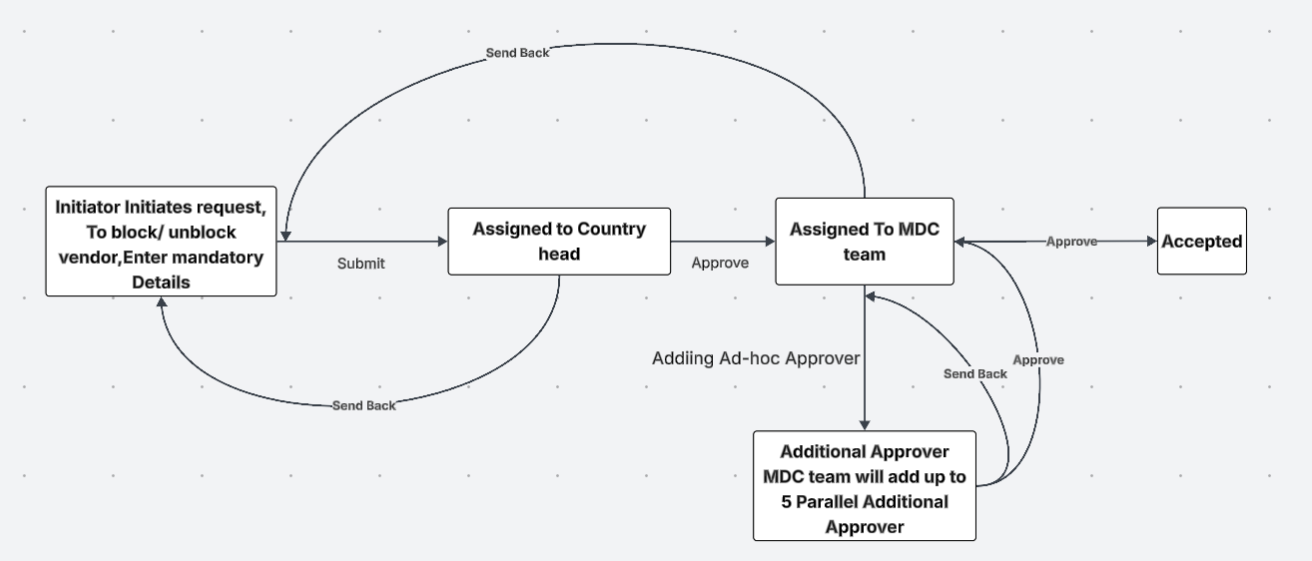 Send Back
Initiator Initiates request,
To block/ unblock
vendor,Enter mandatory
Details
Submit
Assigned to Country
head
Approve
Assigned To MDC
team
Approve
Accepted
Send Back
Addiing Ad-hoc Approver
Send Back
Approve
Additional Approver
MDC team will add up to
5 Parallel Additional
Approver